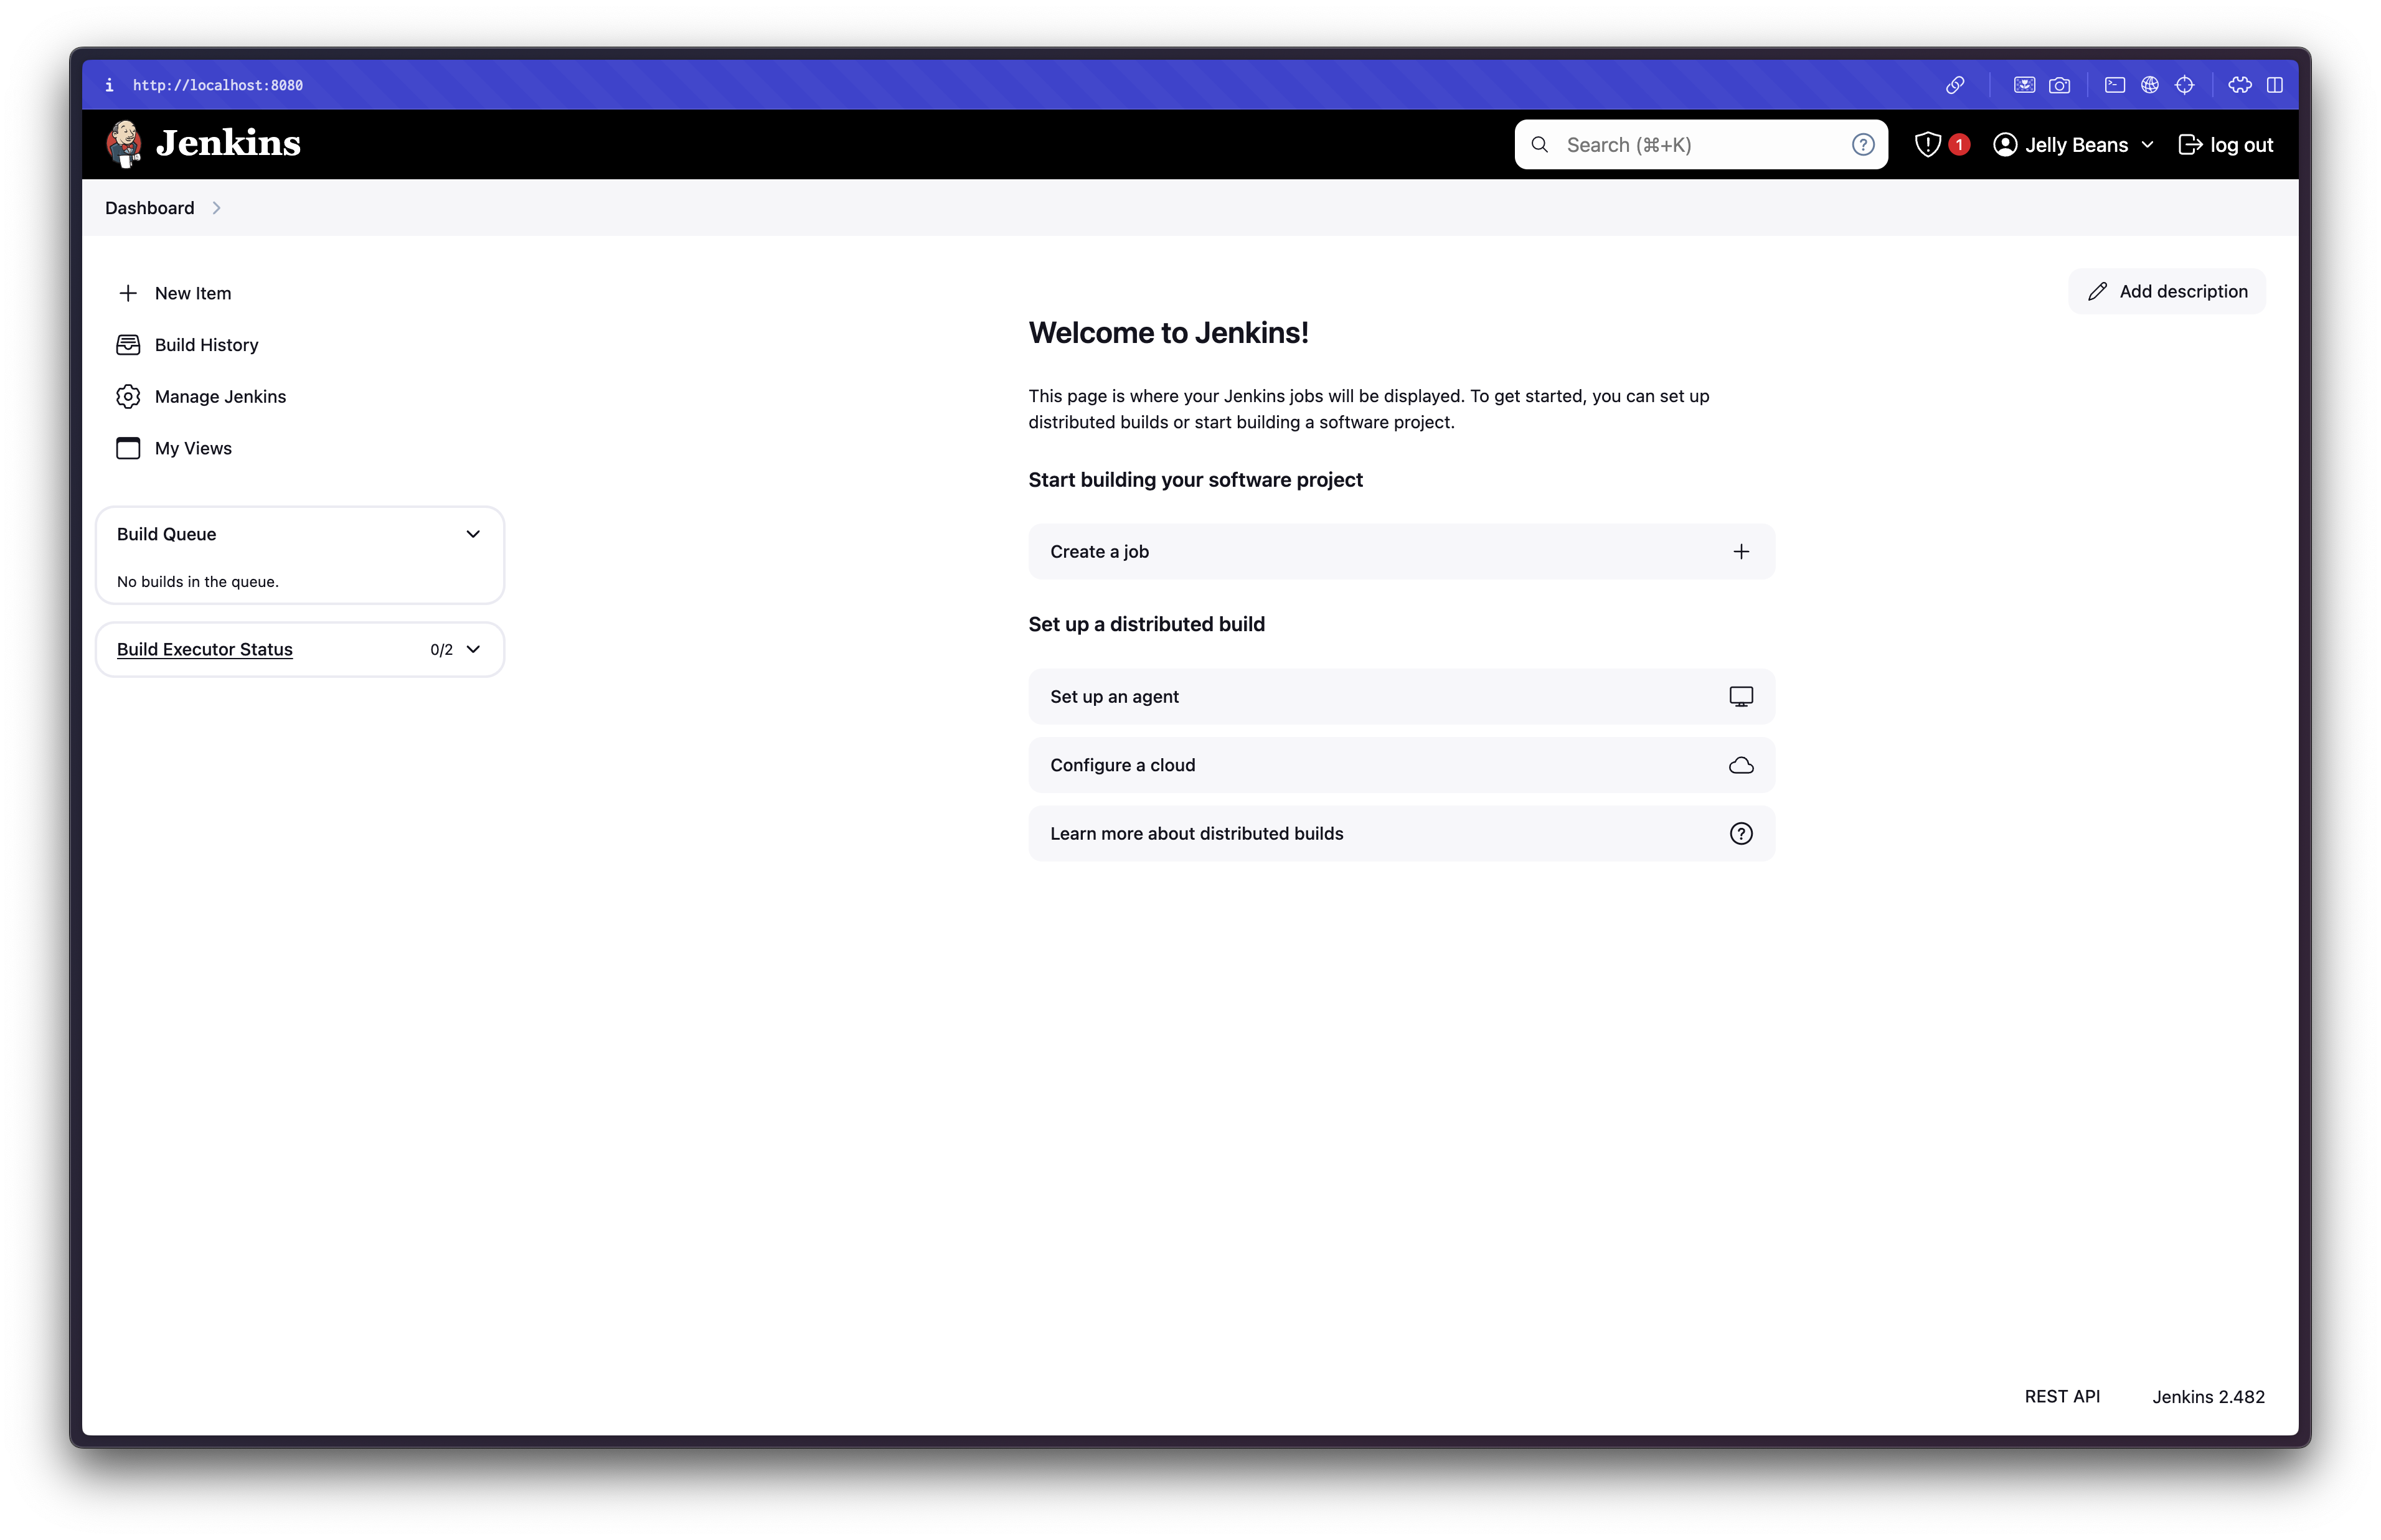 http://localhost:8080
Jenkins
Search (⌘+K)
1
Jelly Beans
log out
Dashboard
New Item
Build History
Manage Jenkins
My Views
Build Queue
No builds in the queue.
Build Executor Status
0/2
Add description
Welcome to Jenkins!
This page is where your Jenkins jobs will be displayed. To get started, you can set up
distributed builds or start building a software project.
Start building your software project
Create a job
Set up a distributed build
Set up an agent
Configure a cloud
Learn more about distributed builds
REST API
Jenkins 2.482